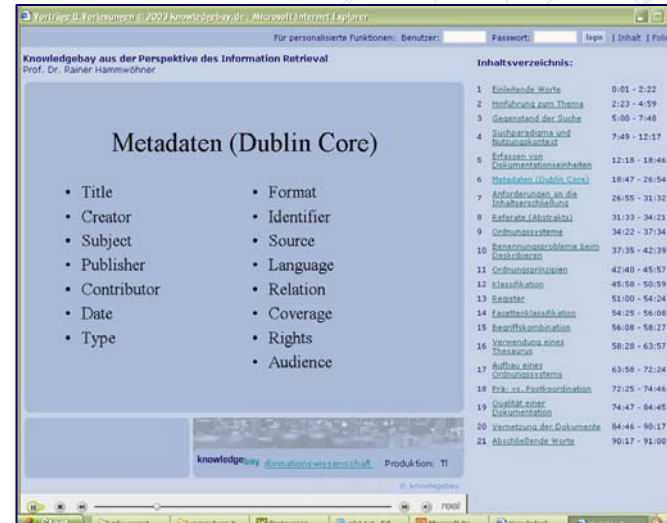 Vorträge & Vorlesungen © 2003 knowledgebay.de - Microsoft Internet Explorer
Für personalisierte Funktionen: Benutzer: Passwort: login | Inhalt | Folie
Knowledgebay aus der Perspektive des Information Retrieval
Prof. Dr. Rainer Hammwöhner
Metadaten (Dublin Core)
• Title
• Creator
• Subject
• Publisher
• Contributor
• Date
• Type
• Format
• Identifier
• Source
• Language
• Relation
• Coverage
• Rights
• Audience
knowledgebay Produktion: TI
© knowledgebay
real
Inhaltsverzeichnis:
1 Einleitende Worte 0:01 - 2:22
2 Hinführung zum Thema 2:23 - 4:59
3 Gegenstand der Suche 5:00 - 7:48
4 Suchparadigma und
Nutzungskontext 7:49 - 12:17
5 Erfassen von
Dokumentationseinheiten 12:18 - 18:46
6 Metadaten (Dublin Core) 18:47 - 26:54
7 Anforderungen an die
Inhaltserschließung 26:55 - 31:32
8 Referate (Abstrakts) 31:33 - 34:21
9 Ordnungssysteme 34:22 - 37:34
10 Benennungsprobleme beim
Deskribieren 37:35 - 42:39
11 Ordnungsprinzipien 42:40 - 45:57
12 Klassifikation 45:58 - 50:59
13 Register 51:00 - 54:24
14 Facettenklassifikation 54:25 - 56:08
15 Begriffskombination 56:08 - 58:27
16 Verwendung eines
Thesaurus 58:28 - 63:57
17 Aufbau eines
Ordnungssystems 63:58 - 72:24
18 Prä- vs. Postkoordination 72:25 - 74:46
19 Qualität einer
Dokumentation 74:47 - 84:45
20 Vernetzung der Dokumente 84:46 - 90:17
21 Abschließende Worte 90:17 - 91:00